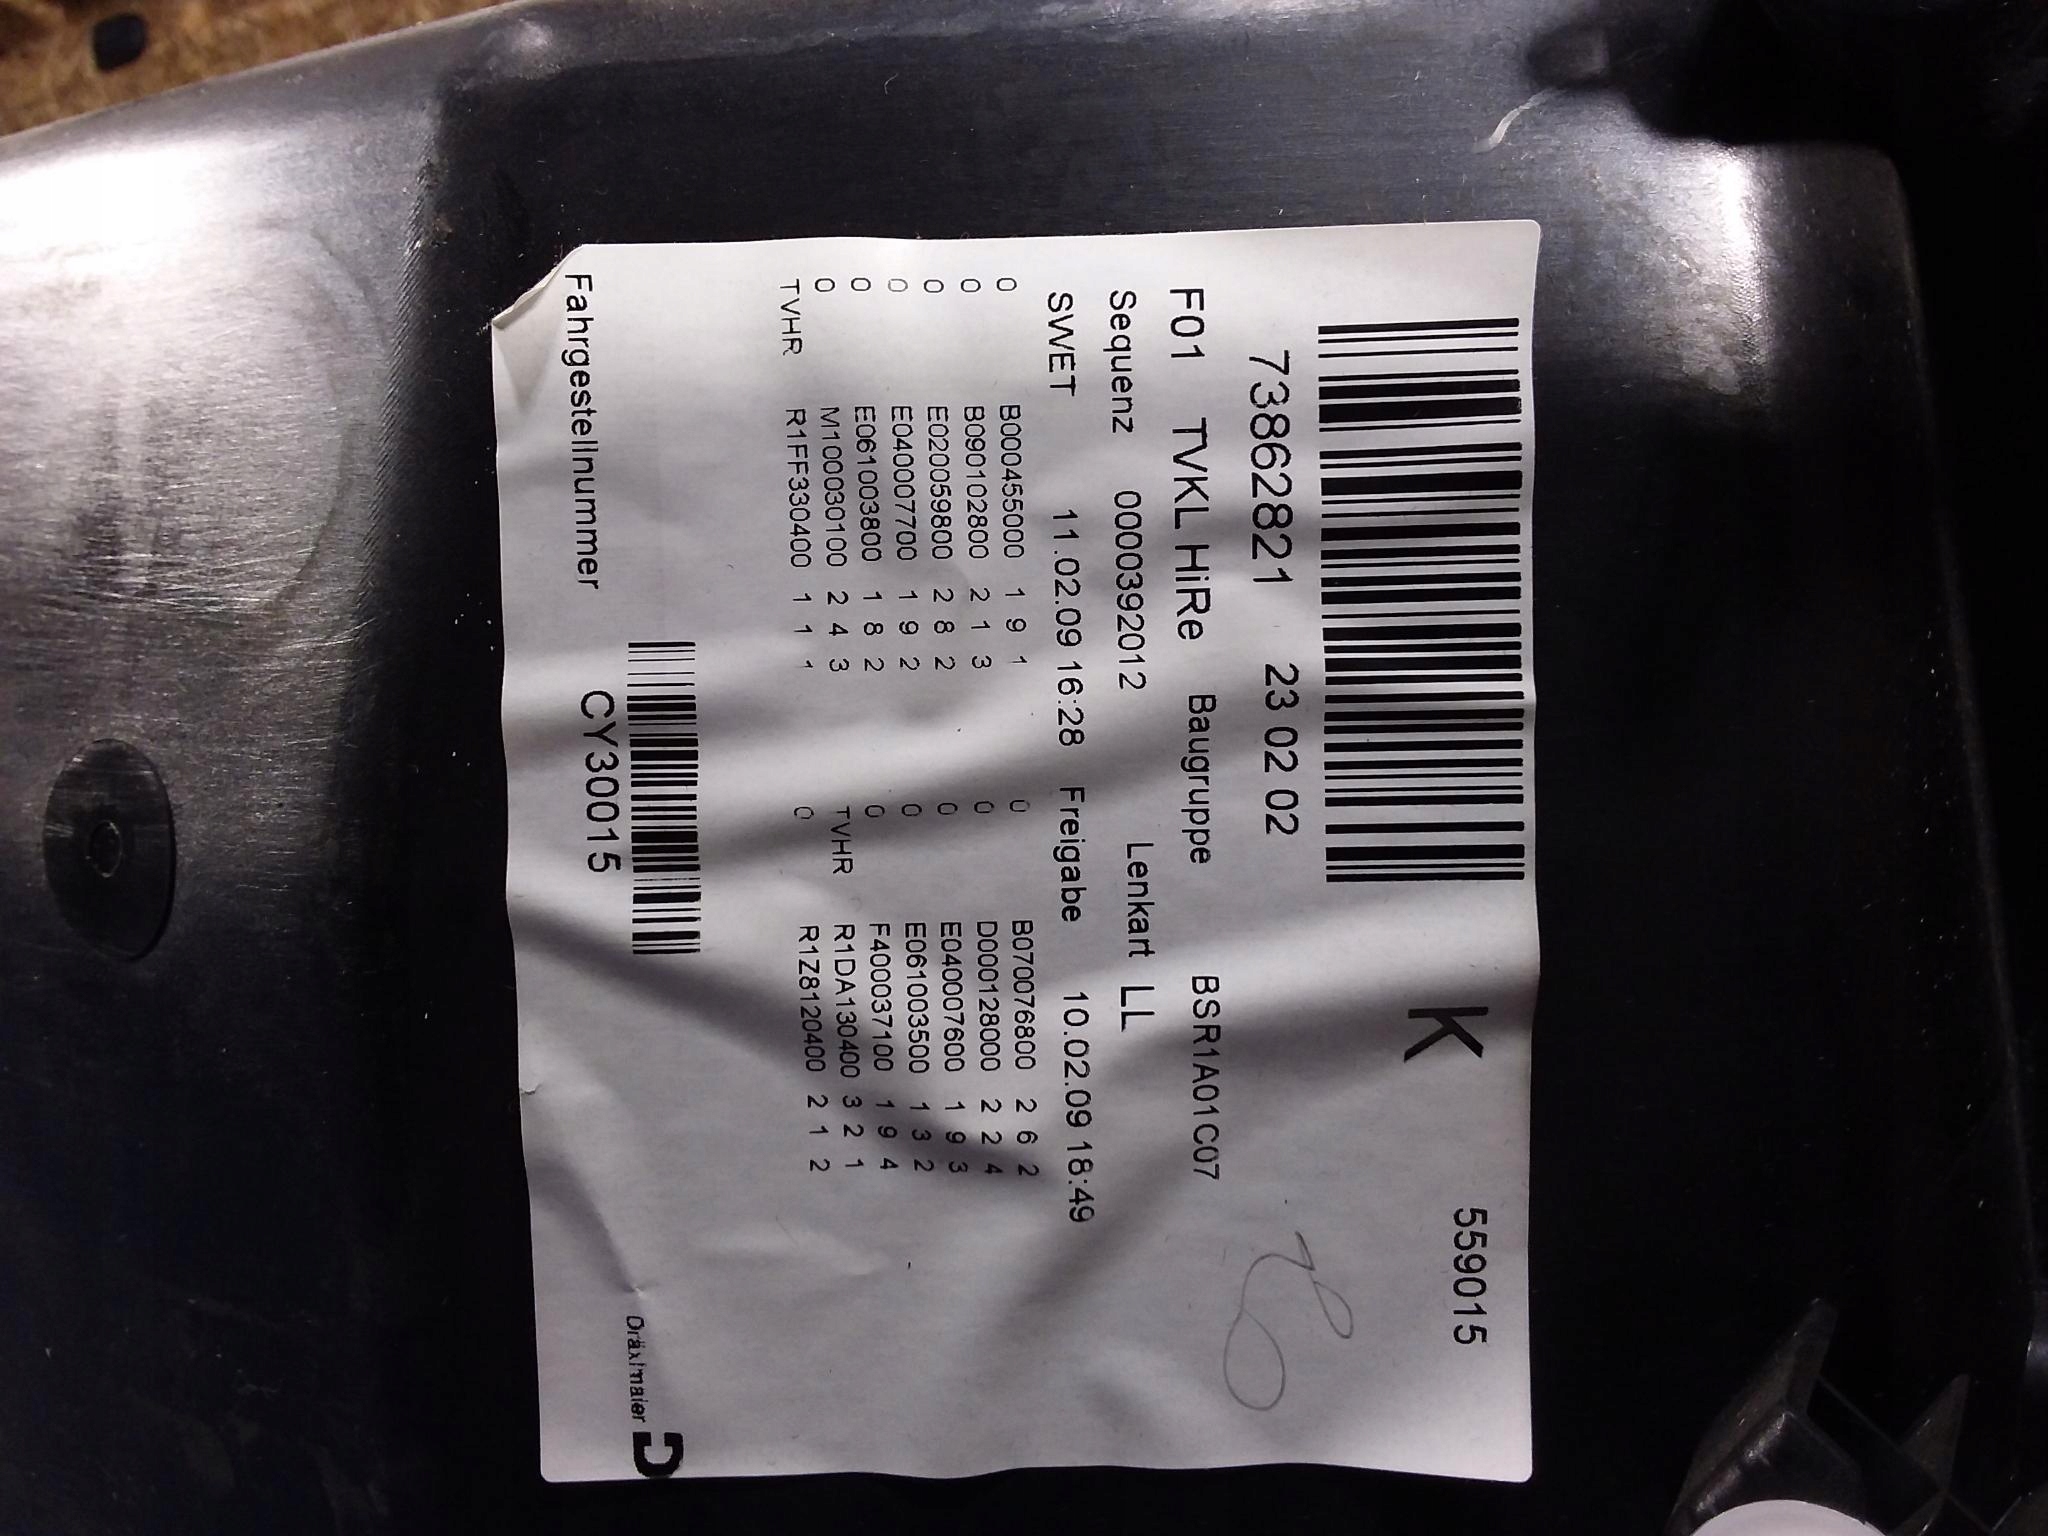 K 559015
73862821 23 02 02
F01 TVKL HiRe Baugruppe BSR1A01C07
Sequenz 0000392012 Lenkart LL
SWET 11.02.09 16:28 Freigabe 10.02.09 18:49
0 B000455000 1 9 1 0 B070076800 2 6 2
0 B090102800 2 1 3 0 D000128000 2 2 4
0 E020059800 2 8 2 0 E040007600 1 9 3
0 E040007700 1 9 2 0 E061003500 1 3 2
0 E061003800 1 8 2 0 F400037100 1 9 4
0 M100030100 2 4 3 TVHR R1DA130400 3 2 1
TVHR R1FF330400 1 1 1 0 R1Z8120400 2 1 2
Fahrgestellnummer CY30015
Dräxlmaier D